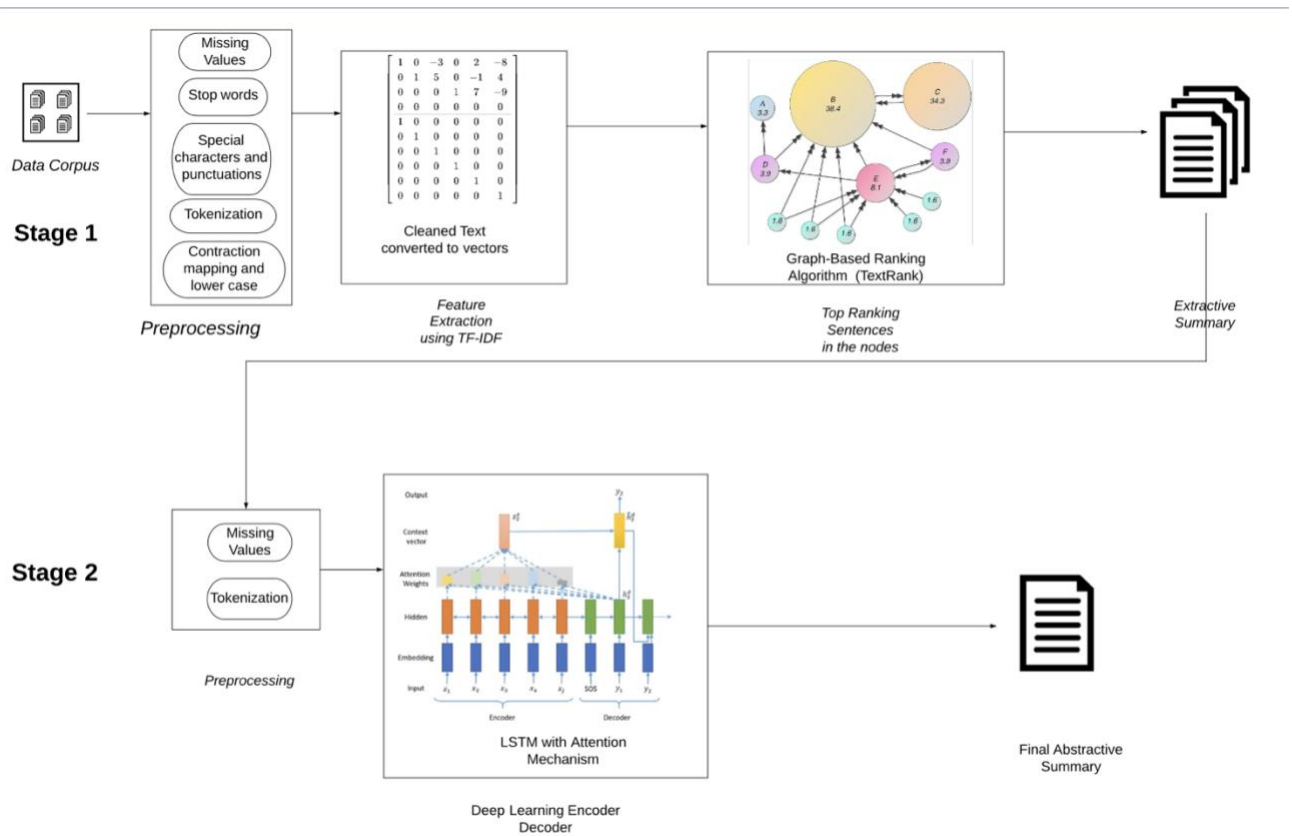 Missing
Values
Stop words
Special
characters and
punctuations
Tokenization
Contraction
mapping and
lower case
Preprocessing
Data Corpus
Stage 1
1 0 −3 0 2 −8
0 1 5 0 −1 4
0 0 0 1 7 −9
0 0 0 0 0 0
1 0 0 0 0 0
0 1 0 0 0 0
0 0 1 0 0 0
0 0 0 1 0 0
0 0 0 0 1 0
0 0 0 0 0 1
Cleaned Text
converted to vectors
Feature
Extraction
using TF-IDF
A
3.3
B
38.4
C
34.3
D
3.9
E
8.1
F
3.9
1.6
1.6
1.6
1.6
1.6
Graph-Based Ranking
Algorithm (TextRank)
Top Ranking
Sentences
in the nodes
Extractive
Summary
Stage 2
Missing
Values
Tokenization
Preprocessing
Output
y₂
Context
vector
Attention
Weights
Hidden
Embedding
Input
x₁ x₂ x₃ x₄ SOS y₁ y₂
Encoder
Decoder
LSTM with Attention
Mechanism
Deep Learning Encoder
Decoder
Final Abstractive
Summary